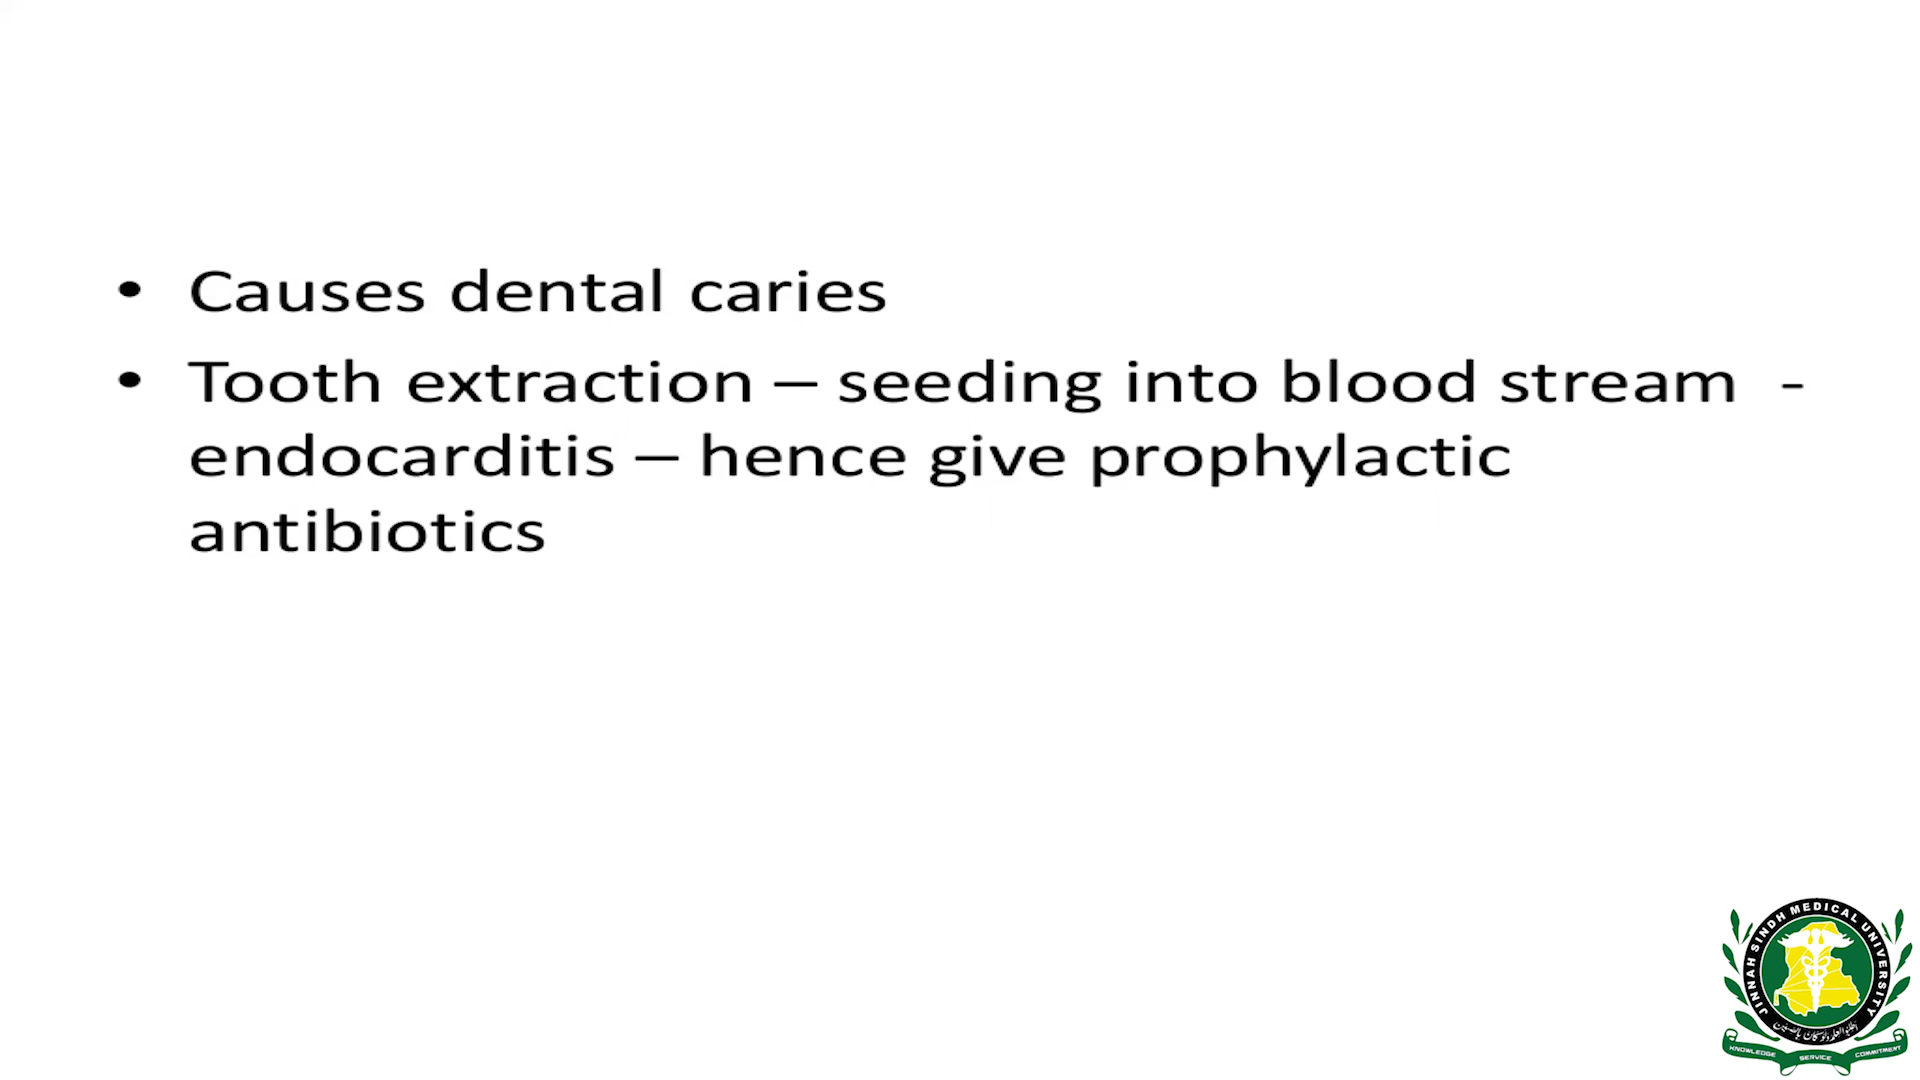 • Causes dental caries
• Tooth extraction – seeding into blood stream -
endocarditis – hence give prophylactic
antibiotics
JINNAH SINDH MEDICAL UNIVERSITY
KNOWLEDGE SERVICE COMMITMENT